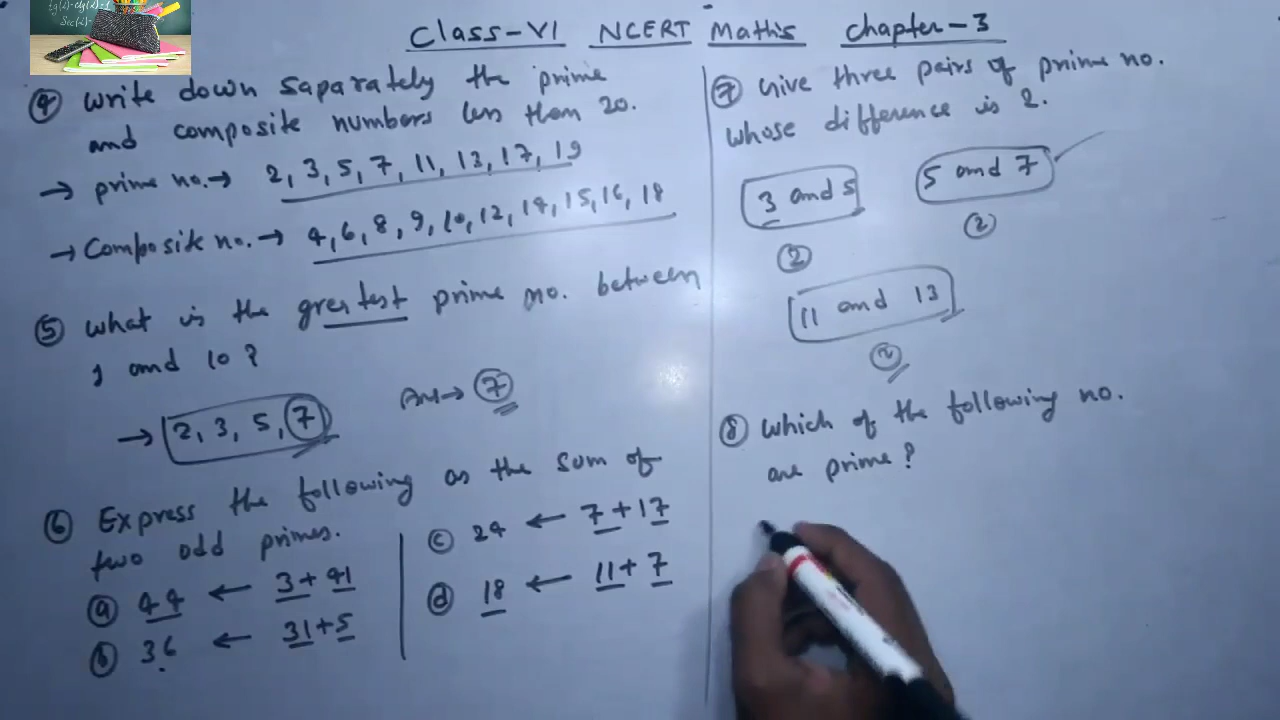 Class-VI NCERT Maths chapter-3
④ Write down saparately the prime
and composite numbers less than 20.
→ prime no.→ 2, 3, 5, 7, 11, 13, 17, 19
→ Composite no.→ 4, 6, 8, 9, 10, 12, 14, 15, 16, 18
⑤ What is the greatest prime no. between
1 and 10?
→ 2, 3, 5, 7 Ans→ 7
⑥ Express the following as the sum of
two odd primes.
ⓐ 44 ← 3+41
ⓑ 36 ← 31+5
ⓒ 24 ← 7+17
ⓓ 18 ← 11+7
⑦ Give three pairs of prime no.
whose difference is 2.
3 and 5 5 and 7
② ②
11 and 13
②
⑧ Which of the following no.
are prime?